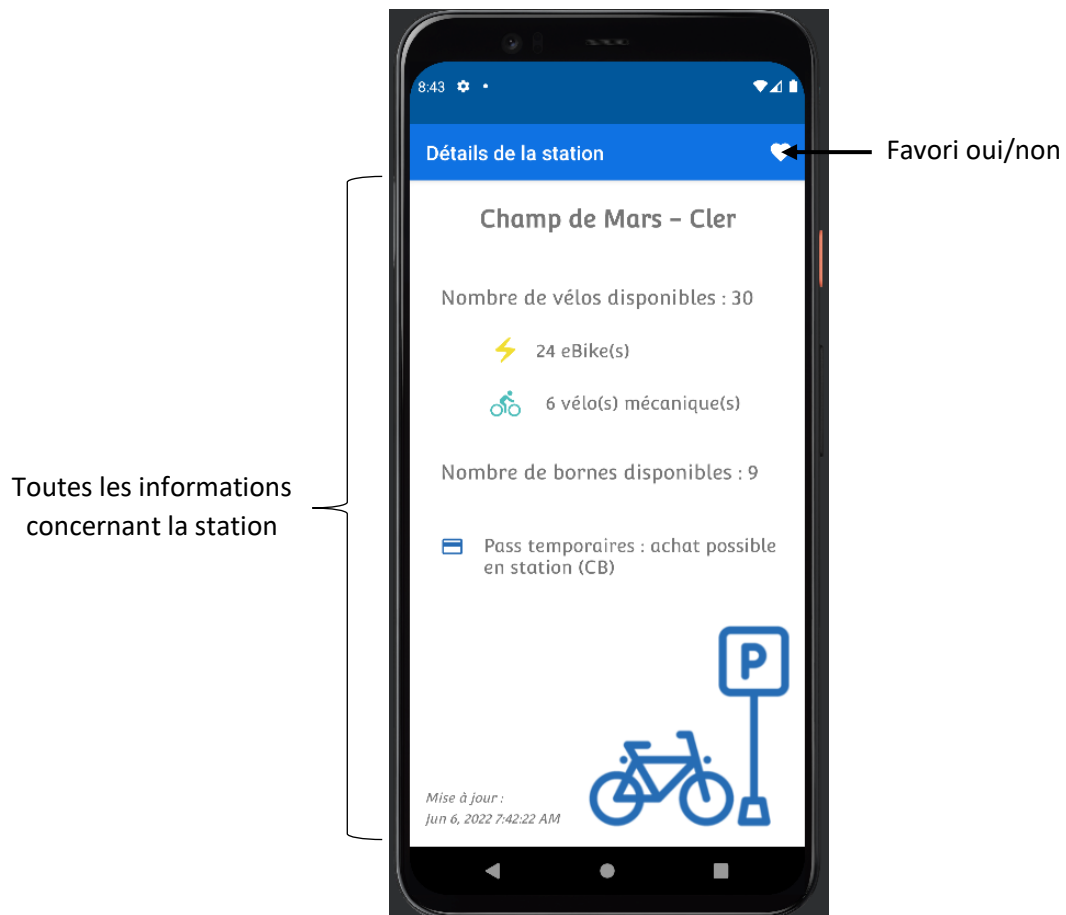 8:43
Détails de la station
Favori oui/non
Champ de Mars – Cler
Nombre de vélos disponibles : 30
24 eBike(s)
6 vélo(s) mécanique(s)
Nombre de bornes disponibles : 9
Toutes les informations
concernant la station
Pass temporaires : achat possible
en station (CB)
P
Mise à jour :
jun 6, 2022 7:42:22 AM